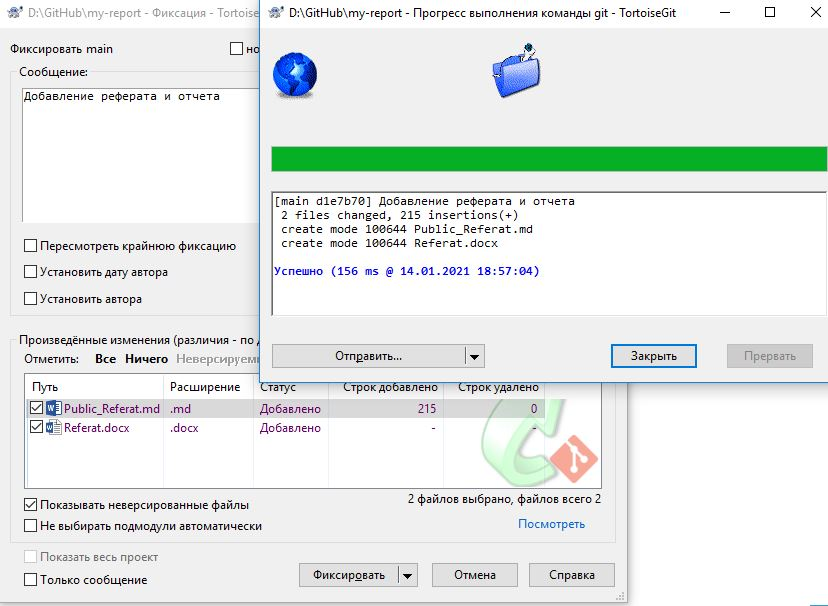 D:\GitHub\my-report - Фиксация - Tortoise
D:\GitHub\my-report - Прогресс выполнения команды git - TortoiseGit
Фиксировать main
но
Сообщение:
Добавление реферата и отчета
[main d1e7b70] Добавление реферата и отчета
2 files changed, 215 insertions(+)
create mode 100644 Public_Referat.md
create mode 100644 Referat.docx
Успешно (156 ms @ 14.01.2021 18:57:04)
Пересмотреть крайнюю фиксацию
Установить дату автора
Установить автора
Отправить...
Закрыть
Прервать
Произведённые изменения (различия - по д
Отметить: Все Ничего Неверсируеми
Путь Расширение Статус Строк добавлено Строк удалено
Public_Referat.md .md Добавлено 215 0
Referat.docx .docx Добавлено - -
Показывать неверсированные файлы
2 файлов выбрано, файлов всего 2
Не выбирать подмодули автоматически
Посмотреть
Показать весь проект
Только сообщение
Фиксировать
Отмена
Справка